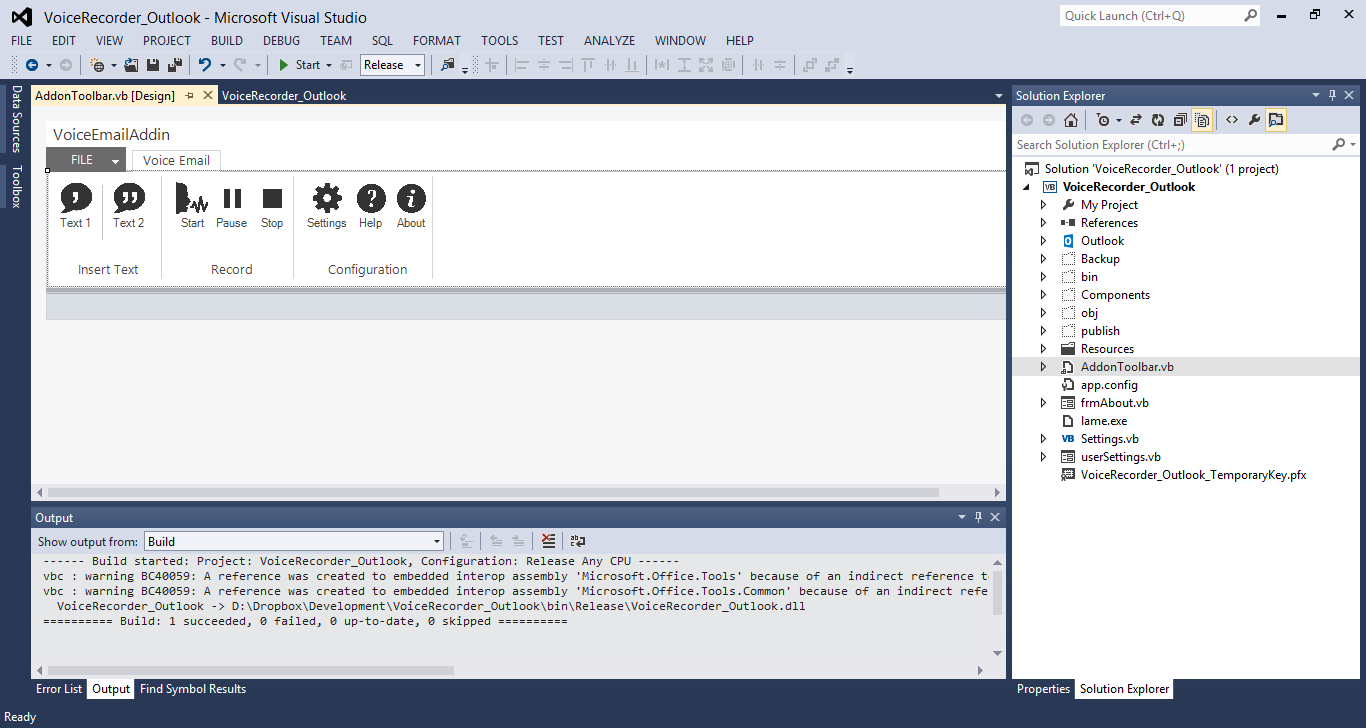 VoiceRecorder_Outlook - Microsoft Visual Studio
Quick Launch (Ctrl+Q)
FILE EDIT VIEW PROJECT BUILD DEBUG TEAM SQL FORMAT TOOLS TEST ANALYZE WINDOW HELP
Start Release
Data Sources
Toolbox
AddonToolbar.vb [Design] VoiceRecorder_Outlook
VoiceEmailAddin
FILE Voice Email
Text 1 Text 2 Start Pause Stop Settings Help About
Insert Text Record Configuration
Output
Show output from: Build
------ Build started: Project: VoiceRecorder_Outlook, Configuration: Release Any CPU ------
vbc : warning BC40059: A reference was created to embedded interop assembly 'Microsoft.Office.Tools' because of an indirect reference
vbc : warning BC40059: A reference was created to embedded interop assembly 'Microsoft.Office.Tools.Common' because of an indirect refe
VoiceRecorder_Outlook -> D:\Dropbox\Development\VoiceRecorder_Outlook\bin\Release\VoiceRecorder_Outlook.dll
========== Build: 1 succeeded, 0 failed, 0 up-to-date, 0 skipped ==========
Error List Output Find Symbol Results
Ready
Solution Explorer
Search Solution Explorer (Ctrl+;)
Solution 'VoiceRecorder_Outlook' (1 project)
VB VoiceRecorder_Outlook
My Project
References
Outlook
Backup
bin
Components
obj
publish
Resources
AddonToolbar.vb
app.config
frmAbout.vb
lame.exe
VB Settings.vb
userSettings.vb
VoiceRecorder_Outlook_TemporaryKey.pfx
Properties Solution Explorer